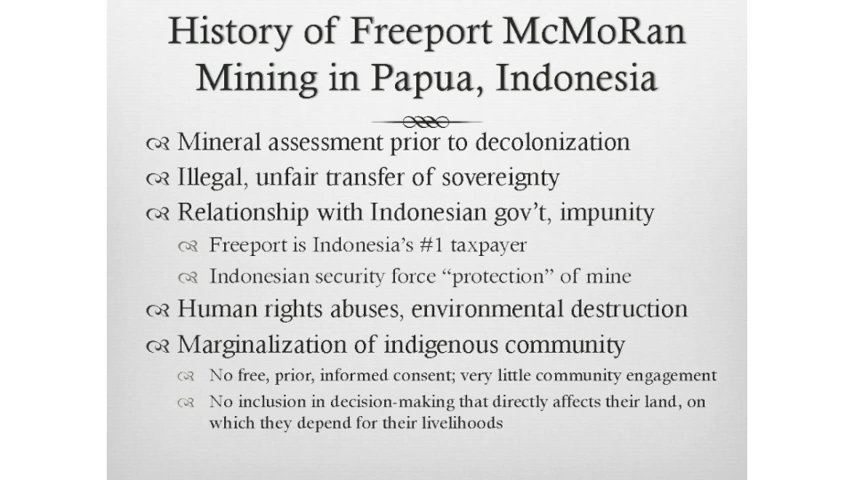 History of Freeport McMoRan
Mining in Papua, Indonesia
Mineral assessment prior to decolonization
Illegal, unfair transfer of sovereignty
Relationship with Indonesian gov't, impunity
Freeport is Indonesia's #1 taxpayer
Indonesian security force “protection” of mine
Human rights abuses, environmental destruction
Marginalization of indigenous community
No free, prior, informed consent; very little community engagement
No inclusion in decision-making that directly affects their land, on
which they depend for their livelihoods